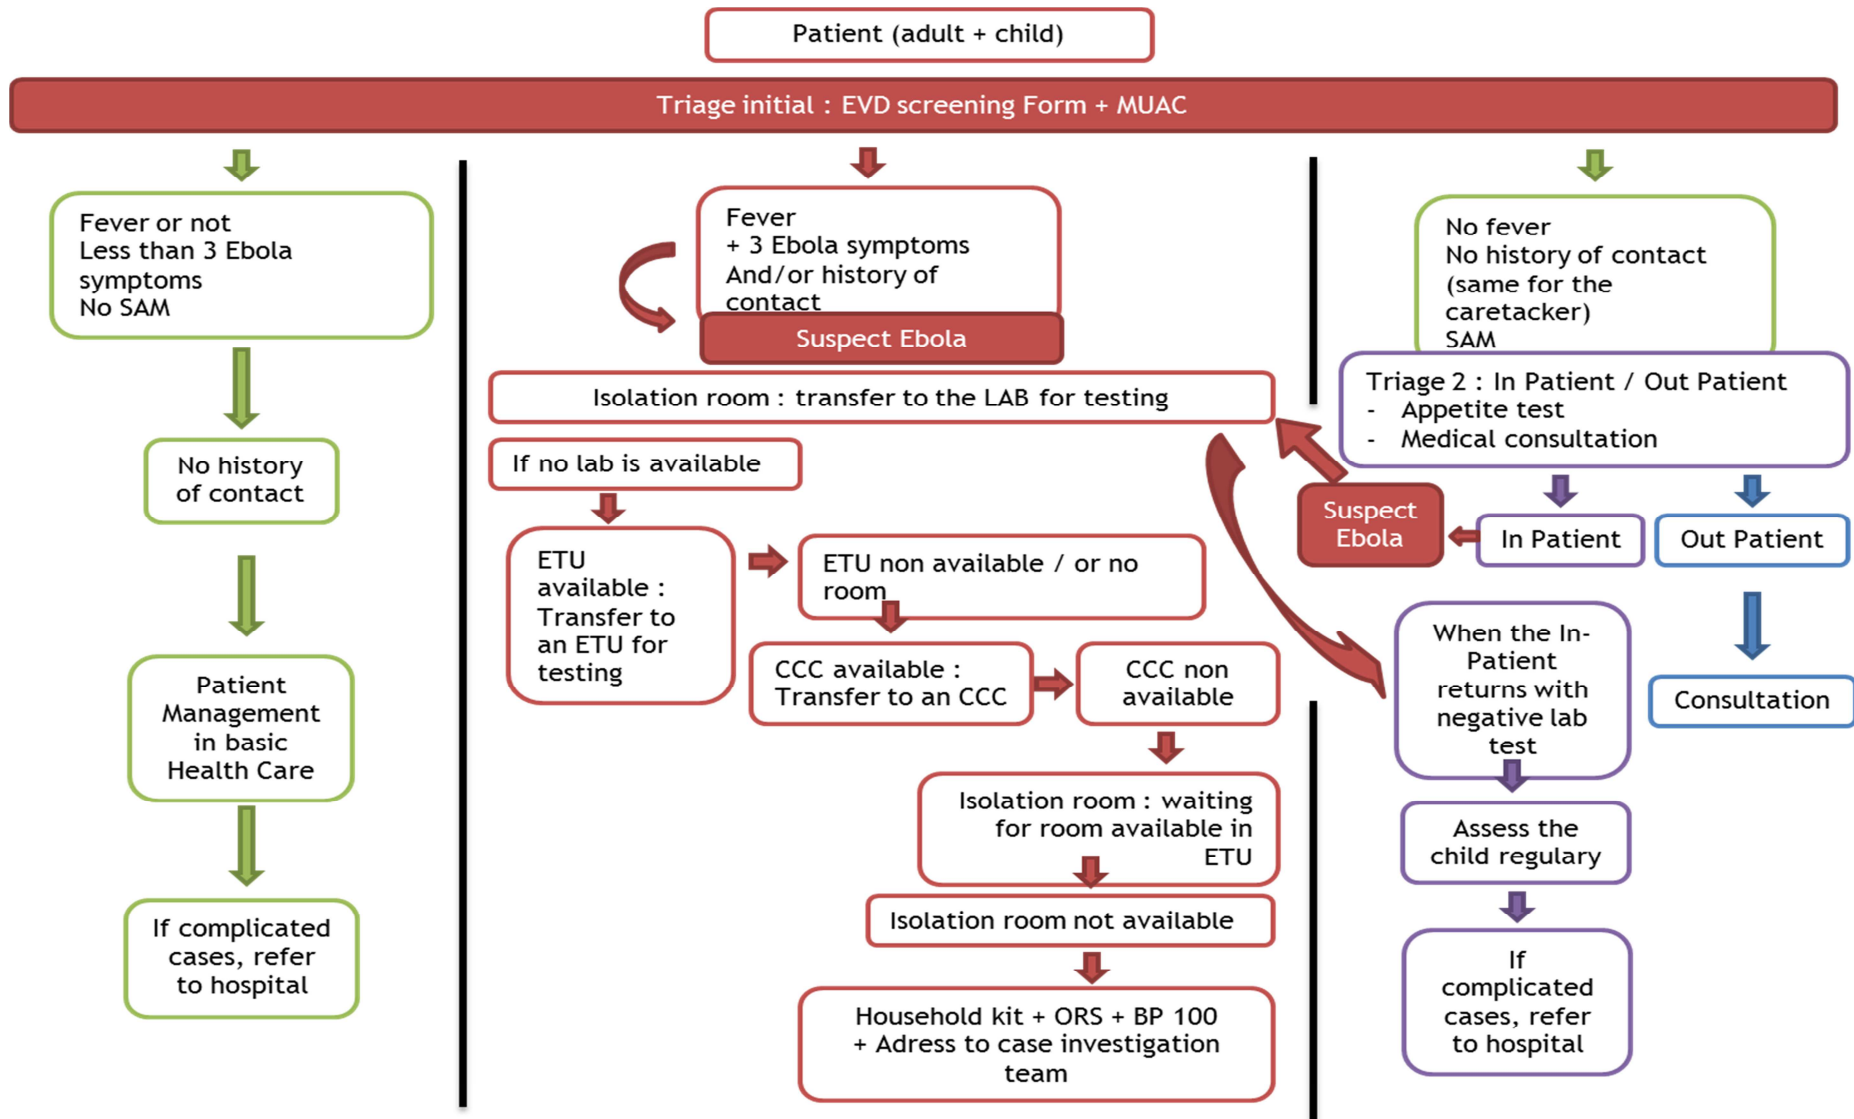 Patient (adult + child)
Triage initial : EVD screening Form + MUAC
Fever or not
Less than 3 Ebola
symptoms
No SAM
No history
of contact
Patient
Management
in basic
Health Care
If complicated
cases, refer
to hospital
Fever
+ 3 Ebola symptoms
And/or history of
contact
Suspect Ebola
Isolation room : transfer to the LAB for testing
If no lab is available
ETU
available :
Transfer to
an ETU for
testing
ETU non available / or no
room
CCC available :
Transfer to an CCC
CCC non
available
Isolation room : waiting
for room available in
ETU
Isolation room not available
Household kit + ORS + BP 100
+ Adress to case investigation
team
No fever
No history of contact
(same for the
caretacker)
SAM
Triage 2 : In Patient / Out Patient
- Appetite test
- Medical consultation
Suspect
Ebola
In Patient
Out Patient
When the In-
Patient
returns with
negative lab
test
Consultation
Assess the
child regulary
If
complicated
cases, refer
to hospital